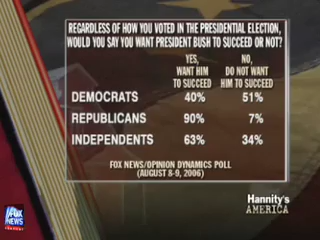 REGARDLESS OF HOW YOU VOTED IN THE PRESIDENTIAL ELECTION,
WOULD YOU SAY YOU WANT PRESIDENT BUSH TO SUCCEED OR NOT?
YES, NO,
WANT HIM DO NOT WANT
TO SUCCEED HIM TO SUCCEED
DEMOCRATS 40% 51%
REPUBLICANS 90% 7%
INDEPENDENTS 63% 34%
FOX NEWS/OPINION DYNAMICS POLL
(AUGUST 8-9, 2006)
Hannity's
AMERICA
FOX
NEWS